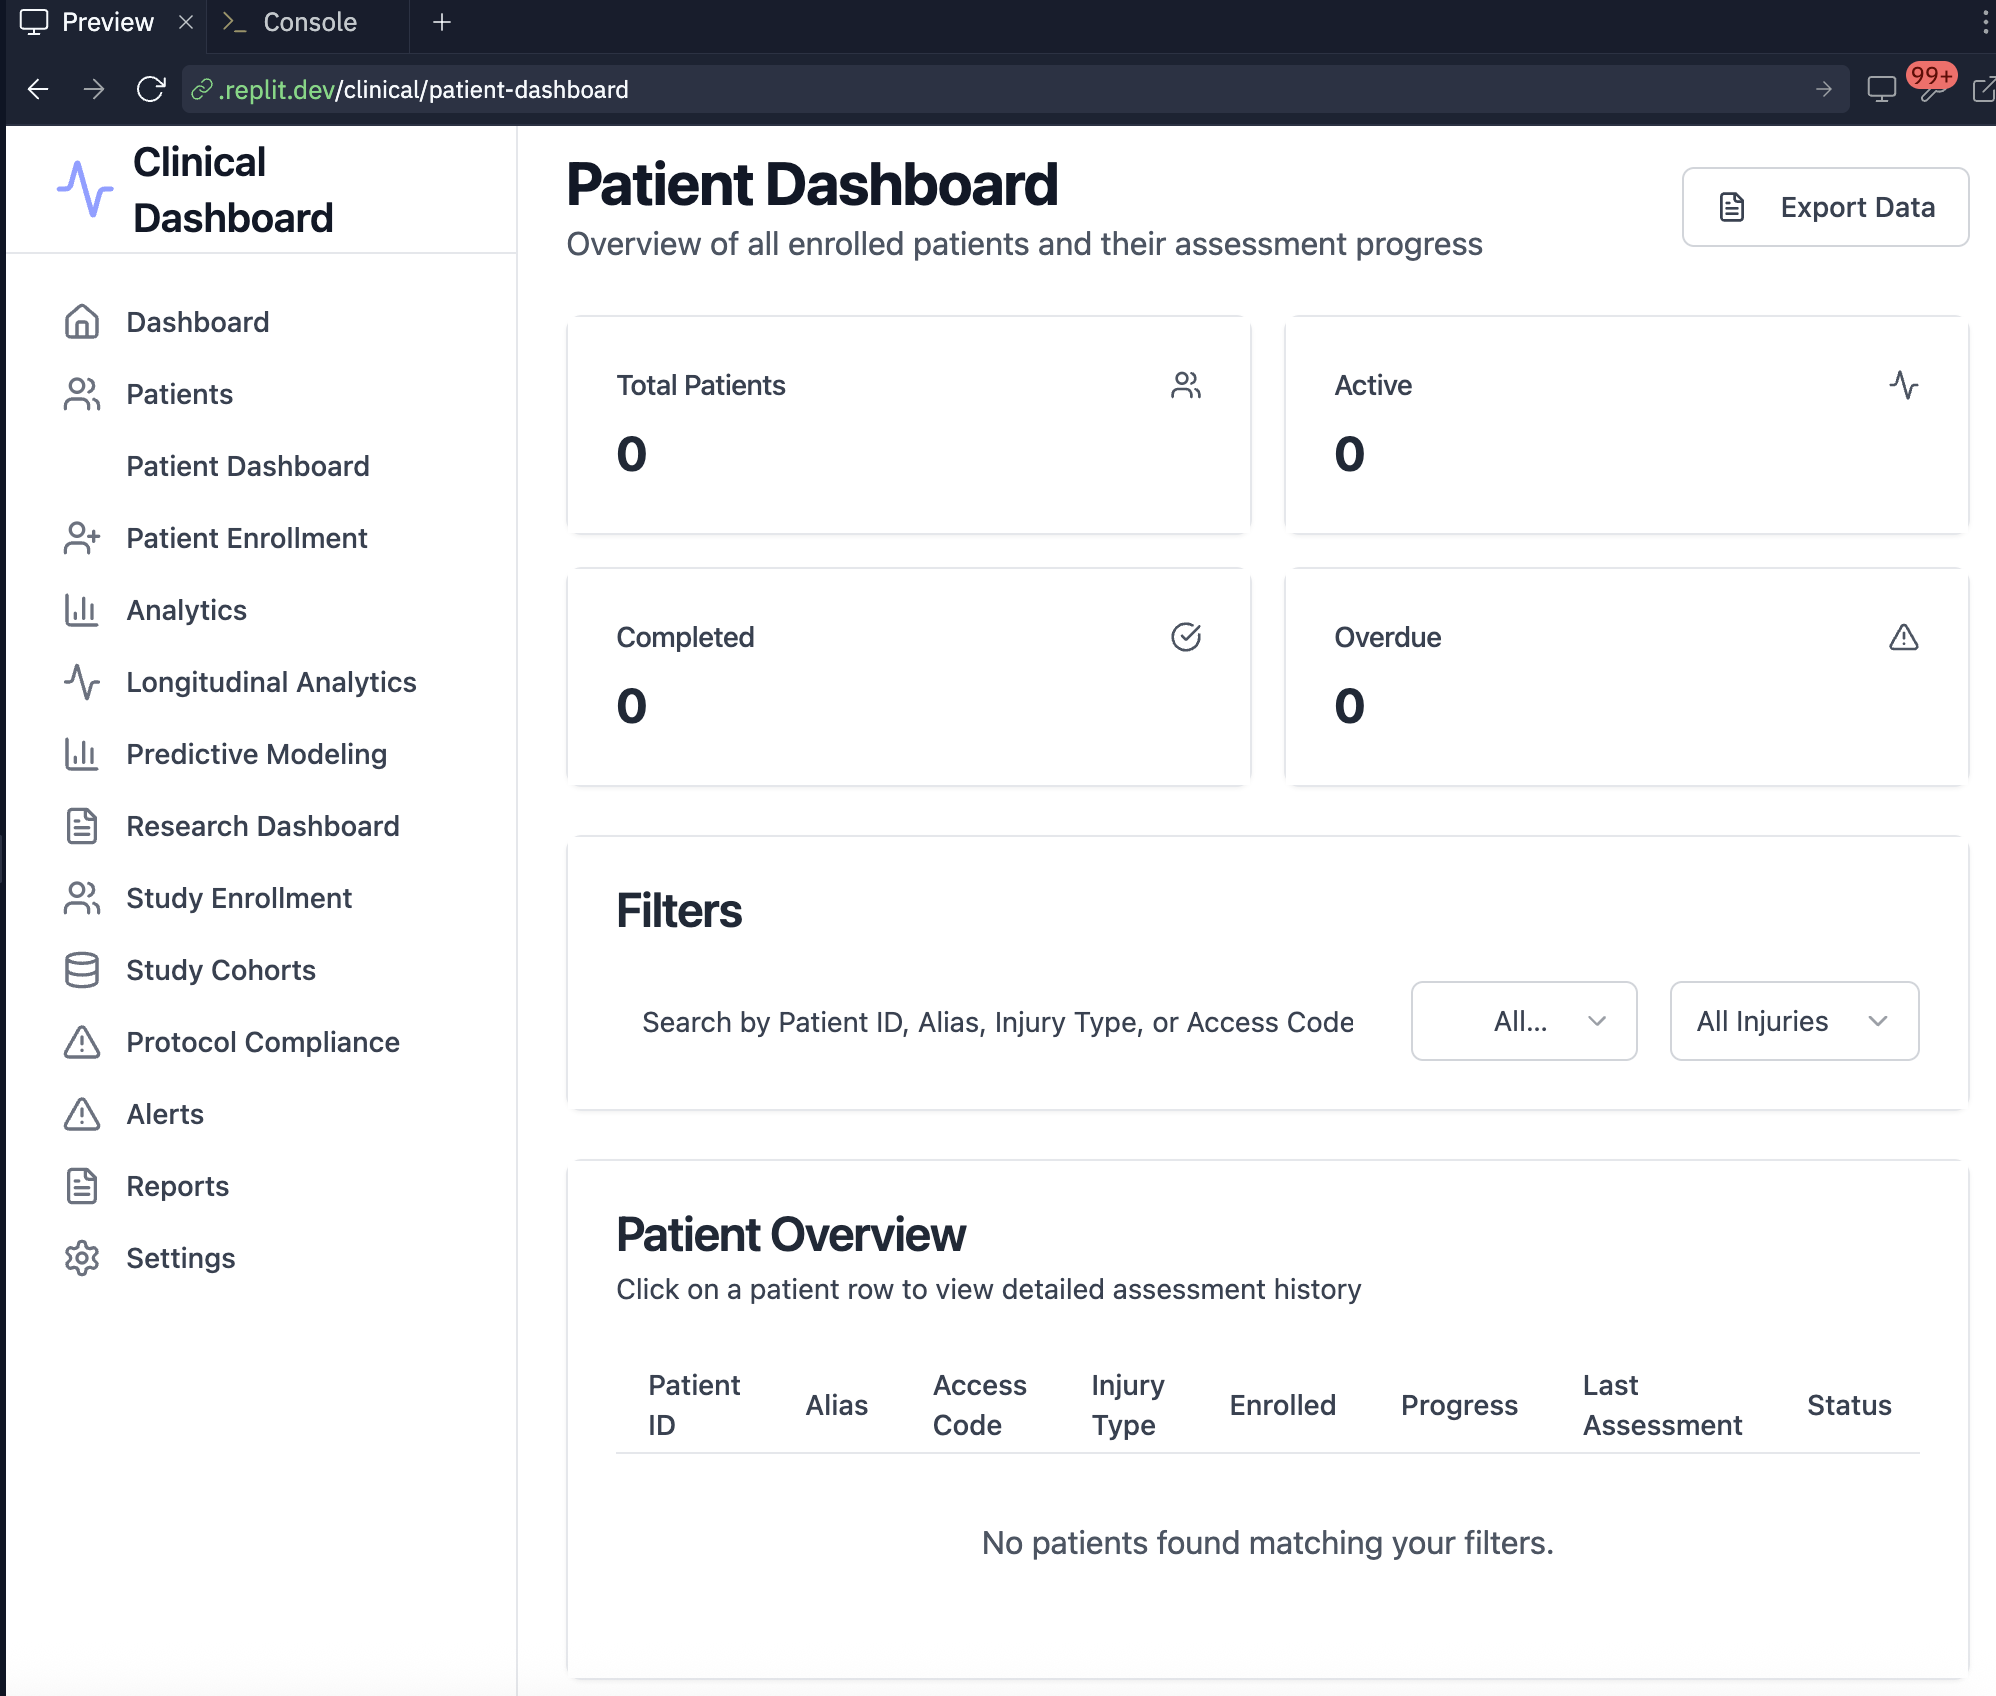 Preview
Console
99+
.replit.dev/clinical/patient-dashboard
Clinical
Dashboard
Dashboard
Patients
Patient Dashboard
Patient Enrollment
Analytics
Longitudinal Analytics
Predictive Modeling
Research Dashboard
Study Enrollment
Study Cohorts
Protocol Compliance
Alerts
Reports
Settings
Patient Dashboard
Overview of all enrolled patients and their assessment progress
Export Data
Total Patients
0
Active
0
Completed
0
Overdue
0
Filters
Search by Patient ID, Alias, Injury Type, or Access Code
All...
All Injuries
Patient Overview
Click on a patient row to view detailed assessment history
Patient
ID
Alias
Access
Code
Injury
Type
Enrolled
Progress
Last
Assessment
Status
No patients found matching your filters.